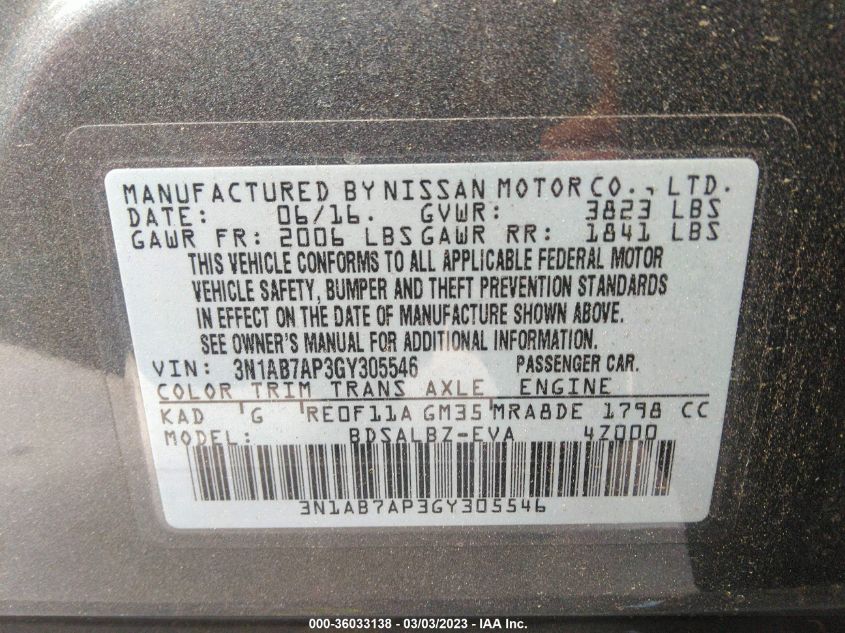 MANUFACTURED BY NISSAN MOTOR CO., LTD.
DATE: 06/16. GVWR: 3823 LBS
GAWR FR: 2006 LBS GAWR RR: 1841 LBS
THIS VEHICLE CONFORMS TO ALL APPLICABLE FEDERAL MOTOR
VEHICLE SAFETY, BUMPER AND THEFT PREVENTION STANDARDS
IN EFFECT ON THE DATE OF MANUFACTURE SHOWN ABOVE.
SEE OWNER'S MANUAL FOR ADDITIONAL INFORMATION.
VIN: 3N1AB7AP3GY305546 PASSENGER CAR.
COLOR TRIM TRANS AXLE ENGINE
KAD G RE0F11A GM35 MRA8DE 1798 CC
MODEL: BDSALBZ-EVA 4Z000
3N1AB7AP3GY305546
000-36033138 - 03/03/2023 - IAA Inc.